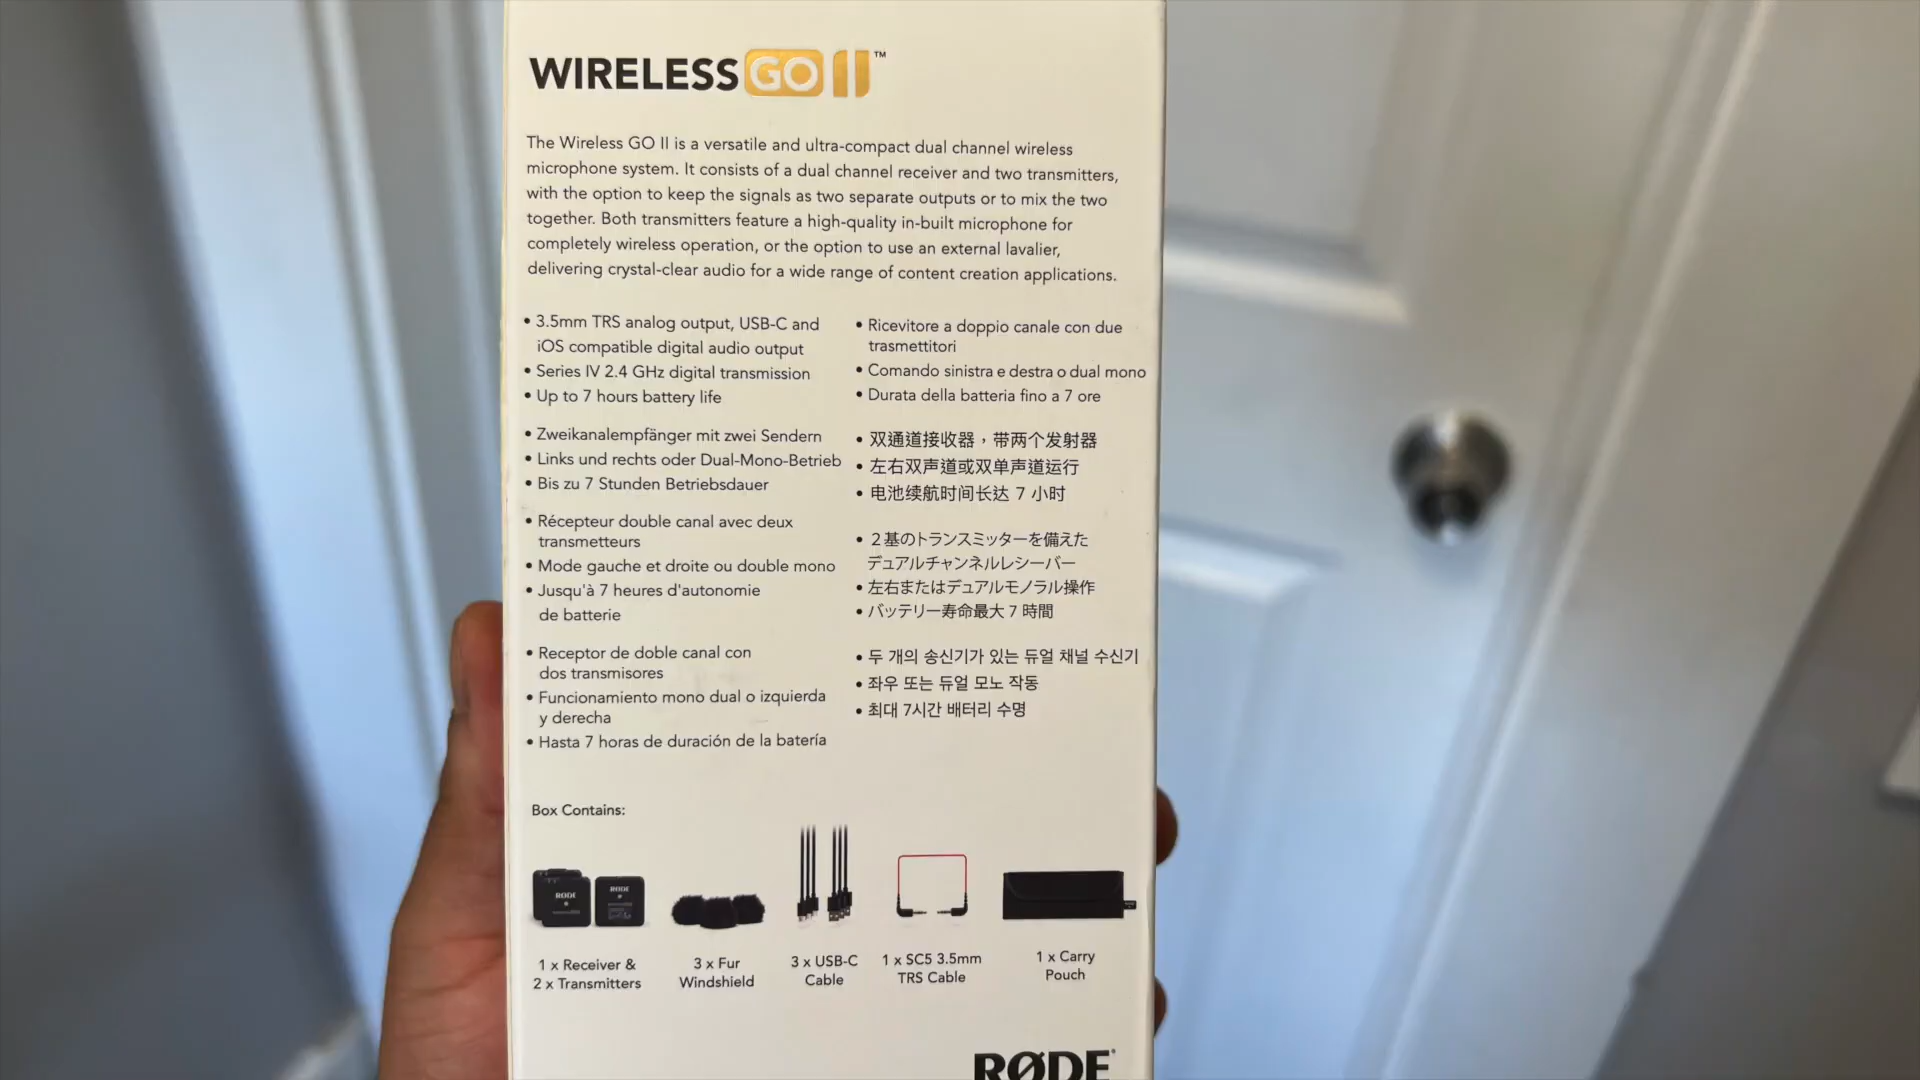 WIRELESS GO II™
The Wireless GO II is a versatile and ultra-compact dual channel wireless
microphone system. It consists of a dual channel receiver and two transmitters,
with the option to keep the signals as two separate outputs or to mix the two
together. Both transmitters feature a high-quality in-built microphone for
completely wireless operation, or the option to use an external lavalier,
delivering crystal-clear audio for a wide range of content creation applications.
• 3.5mm TRS analog output, USB-C and
iOS compatible digital audio output
• Series IV 2.4 GHz digital transmission
• Up to 7 hours battery life
• Zweikanalempfänger mit zwei Sendern
• Links und rechts oder Dual-Mono-Betrieb
• Bis zu 7 Stunden Betriebsdauer
• Récepteur double canal avec deux
transmetteurs
• Mode gauche et droite ou double mono
• Jusqu'à 7 heures d'autonomie
de batterie
• Receptor de doble canal con
dos transmisores
• Funcionamiento mono dual o izquierda
y derecha
• Hasta 7 horas de duración de la batería
• Ricevitore a doppio canale con due
trasmettitori
• Comando sinistra e destra o dual mono
• Durata della batteria fino a 7 ore
• 双通道接收器，带两个发射器
• 左右双声道或双单声道运行
• 电池续航时间长达 7 小时
• 2基のトランスミッターを備えた
デュアルチャンネルレシーバー
• 左右またはデュアルモノラル操作
• バッテリー寿命最大 7 時間
• 두 개의 송신기가 있는 듀얼 채널 수신기
• 좌우 또는 듀얼 모노 작동
• 최대 7시간 배터리 수명
Box Contains:
RØDE
RØDE
1 x Receiver &
2 x Transmitters
3 x Fur
Windshield
3 x USB-C
Cable
1 x SC5 3.5mm
TRS Cable
1 x Carry
Pouch
RØDE®